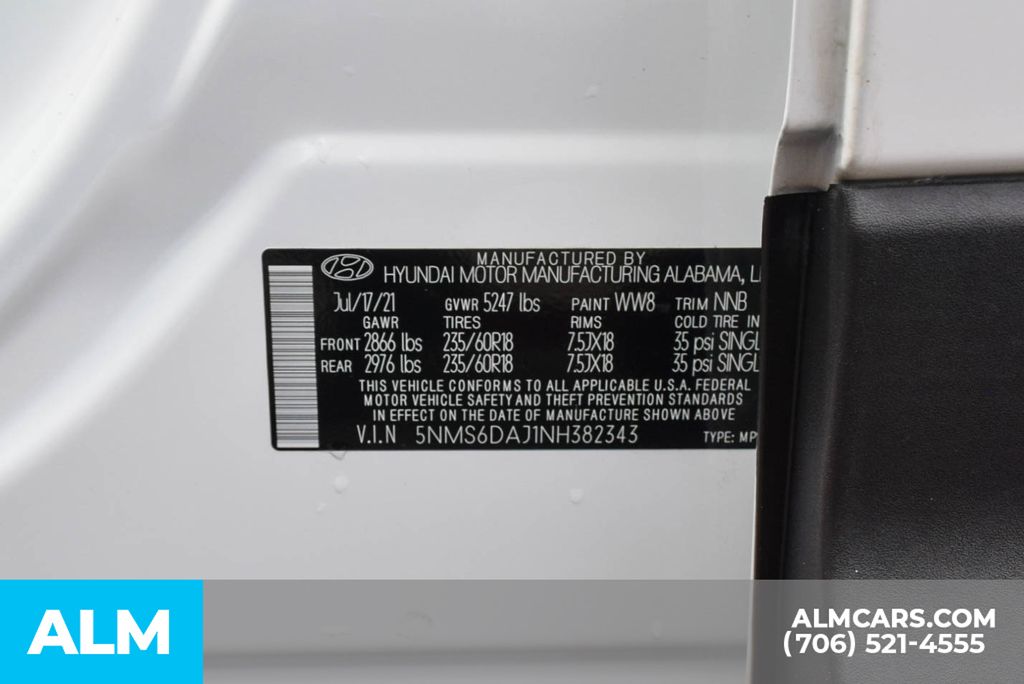 MANUFACTURED BY
HYUNDAI MOTOR MANUFACTURING ALABAMA,
Jul/17/21 GVWR 5247 lbs PAINT WW8 TRIM NNB
GAWR TIRES RIMS COLD TIRE
FRONT 2866 lbs 235/60R18 7.5JX18 35 psi SINGL
REAR 2976 lbs 235/60R18 7.5JX18 35 psi SINGL
THIS VEHICLE CONFORMS TO ALL APPLICABLE U.S.A. FEDERAL
MOTOR VEHICLE SAFETY AND THEFT PREVENTION STANDARDS
IN EFFECT ON THE DATE OF MANUFACTURE SHOWN ABOVE
V.I.N 5NMS6DAJ1NH382343 TYPE: MP
ALM
ALMCARS.COM
(706) 521-4555